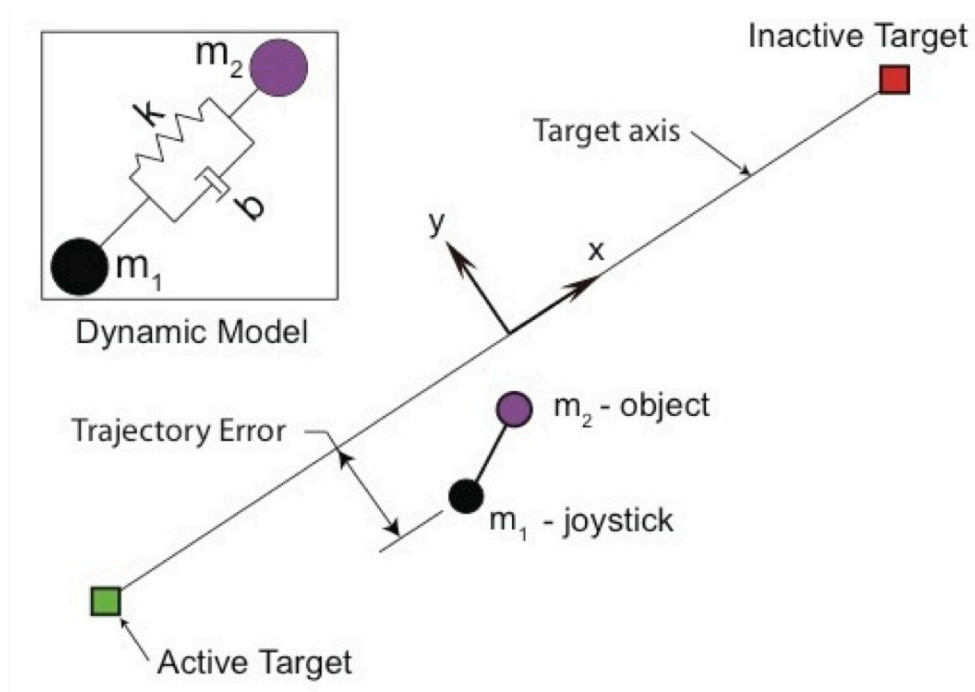 Inactive Target
m2
k
Target axis
b
y
x
m1
Dynamic Model
m2 - object
Trajectory Error
m1 - joystick
Active Target